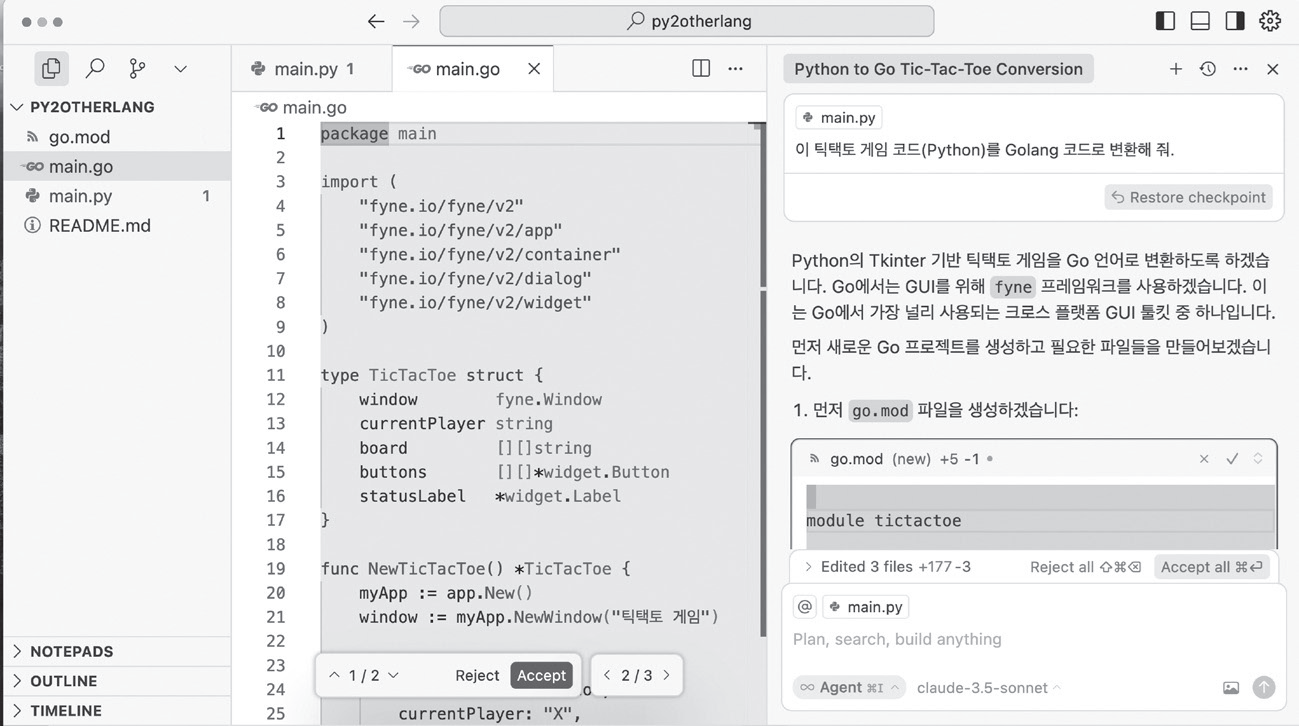 py2otherlang
PY2OTHERLANG
go.mod
main.go
main.py 1
README.md
NOTEPADS
OUTLINE
TIMELINE
main.py 1
GO main.go
GO main.go
1 package main
2
3 import (
4 "fyne.io/fyne/v2"
5 "fyne.io/fyne/v2/app"
6 "fyne.io/fyne/v2/container"
7 "fyne.io/fyne/v2/dialog"
8 "fyne.io/fyne/v2/widget"
9 )
10
11 type TicTacToe struct {
12 window fyne.Window
13 currentPlayer string
14 board [][]string
15 buttons [][]*widget.Button
16 statusLabel *widget.Label
17 }
18
19 func NewTicTacToe() *TicTacToe {
20 myApp := app.New()
21 window := myApp.NewWindow("틱택토 게임")
22
23
24
25 currentPlayer: "X",
1 / 2 Reject Accept
2 / 3
Python to Go Tic-Tac-Toe Conversion
main.py
이 틱택토 게임 코드(Python)를 Golang 코드로 변환해 줘.
Restore checkpoint
Python의 Tkinter 기반 틱택토 게임을 Go 언어로 변환하도록 하겠습
니다. Go에서는 GUI를 위해 fyne 프레임워크를 사용하겠습니다. 이
는 Go에서 가장 널리 사용되는 크로스 플랫폼 GUI 툴킷 중 하나입니다.
먼저 새로운 Go 프로젝트를 생성하고 필요한 파일들을 만들어보겠습니
다.
1. 먼저 go.mod 파일을 생성하겠습니다:
go.mod (new) +5 -1
module tictactoe
Edited 3 files +177 -3 Reject all ⇧⌘⌫ Accept all ⌘⏎
@ main.py
Plan, search, build anything
∞ Agent ⌘I claude-3.5-sonnet